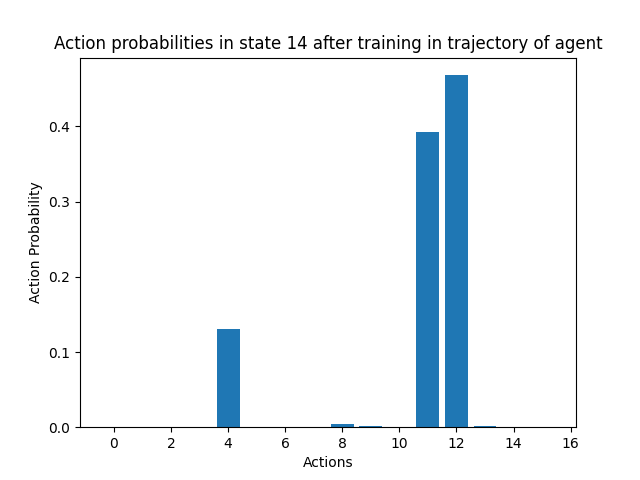 Action probabilities in state 14 after training in trajectory of agent
0.4
0.3
0.2
0.1
0.0
Action Probability
0 2 4 6 8 10 12 14 16
Actions